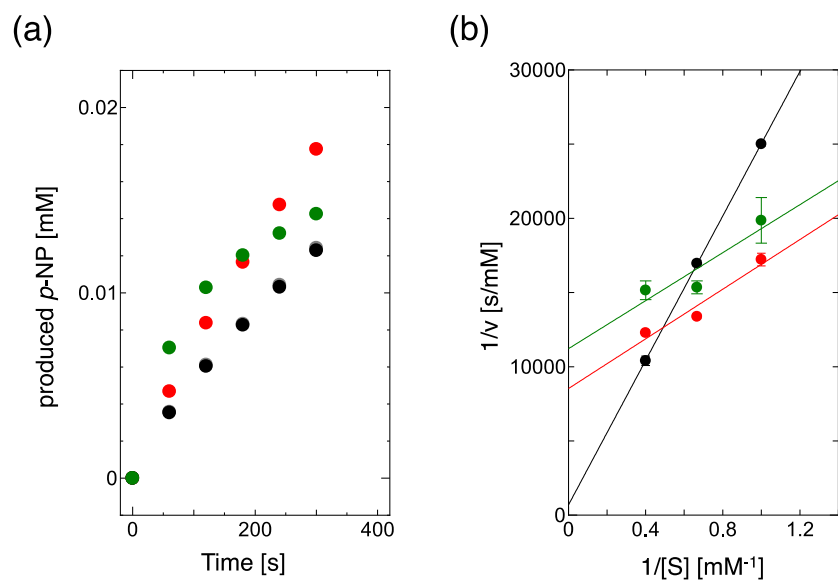 (a)
(b)
produced p-NP [mM]
0.02
0.01
0
0
200
400
Time [s]
1/v [s/mM]
30000
20000
10000
0
0
0.4
0.8
1.2
1/[S] [mM⁻¹]